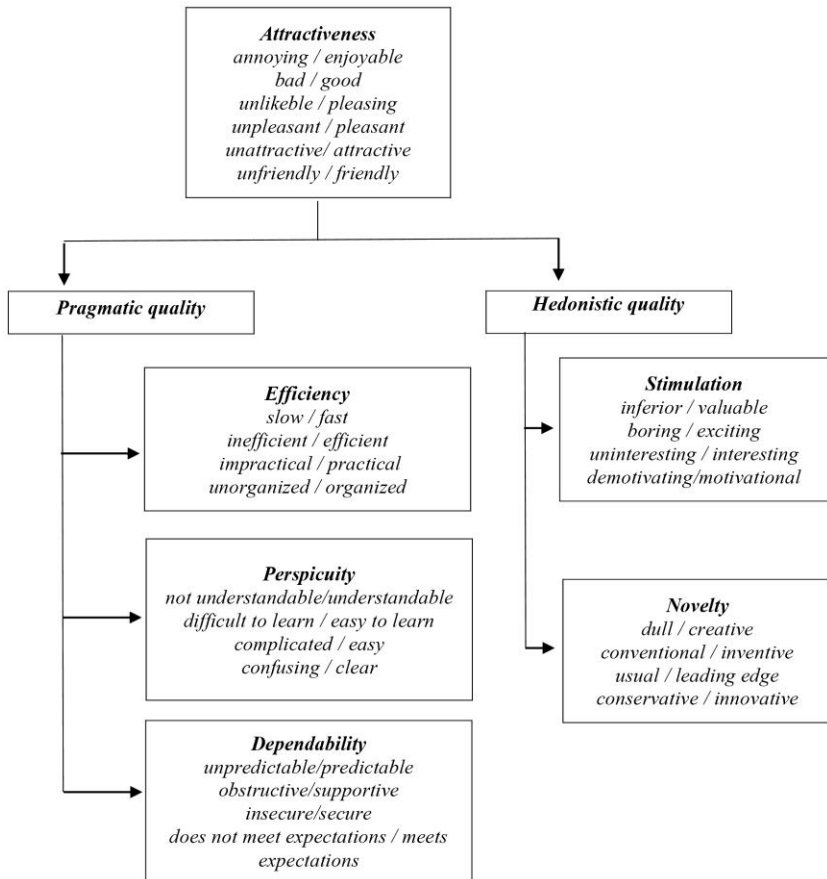 Attractiveness
annoying / enjoyable
bad / good
unlikeble / pleasing
unpleasant / pleasant
unattractive/ attractive
unfriendly / friendly
Pragmatic quality
Hedonistic quality
Efficiency
slow / fast
inefficient / efficient
impractical / practical
unorganized / organized
Perspicuity
not understandable/understandable
difficult to learn / easy to learn
complicated / easy
confusing / clear
Dependability
unpredictable/predictable
obstructive/supportive
insecure/secure
does not meet expectations / meets
expectations
Stimulation
inferior / valuable
boring / exciting
uninteresting / interesting
demotivating/motivational
Novelty
dull / creative
conventional / inventive
usual / leading edge
conservative / innovative